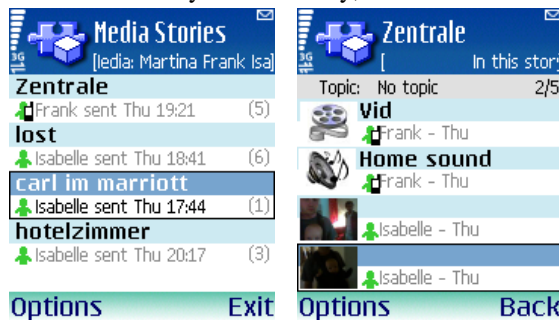 Media Stories
3G
[ledia: Martina Frank Isa]
Zentrale
Frank sent Thu 19:21 (5)
lost
Isabelle sent Thu 18:41 (6)
carl im marriott
Isabelle sent Thu 17:44 (1)
hotelzimmer
Isabelle sent Thu 20:17 (3)
Options Exit
Zentrale
3G
[ In this story
Topic: No topic 2/5
Vid
Frank - Thu
Home sound
Frank - Thu
Isabelle - Thu
Isabelle - Thu
Options Back